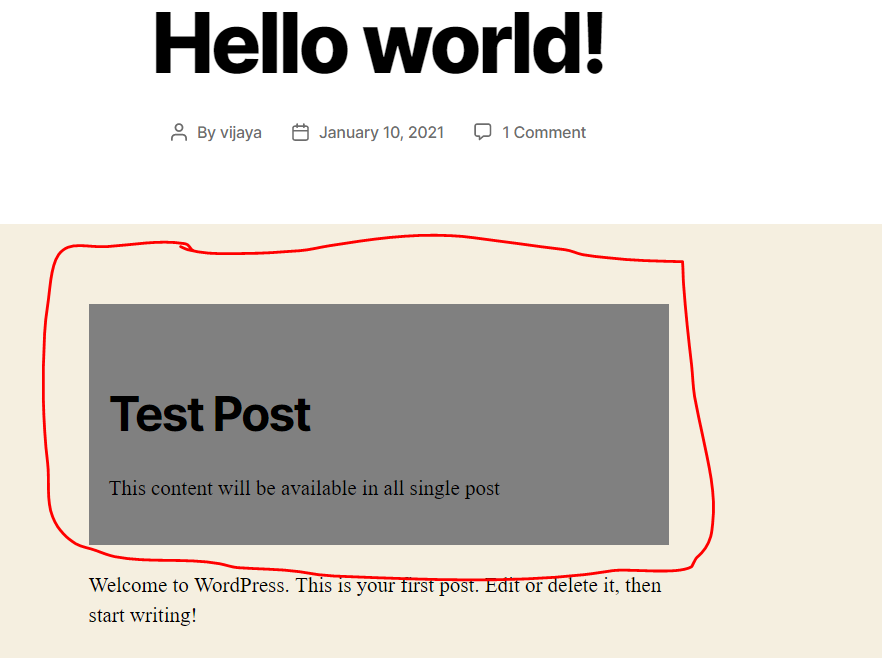 Hello world!
By vijaya January 10, 2021 1 Comment
Test Post
This content will be available in all single post
Welcome to WordPress. This is your first post. Edit or delete it, then
start writing!